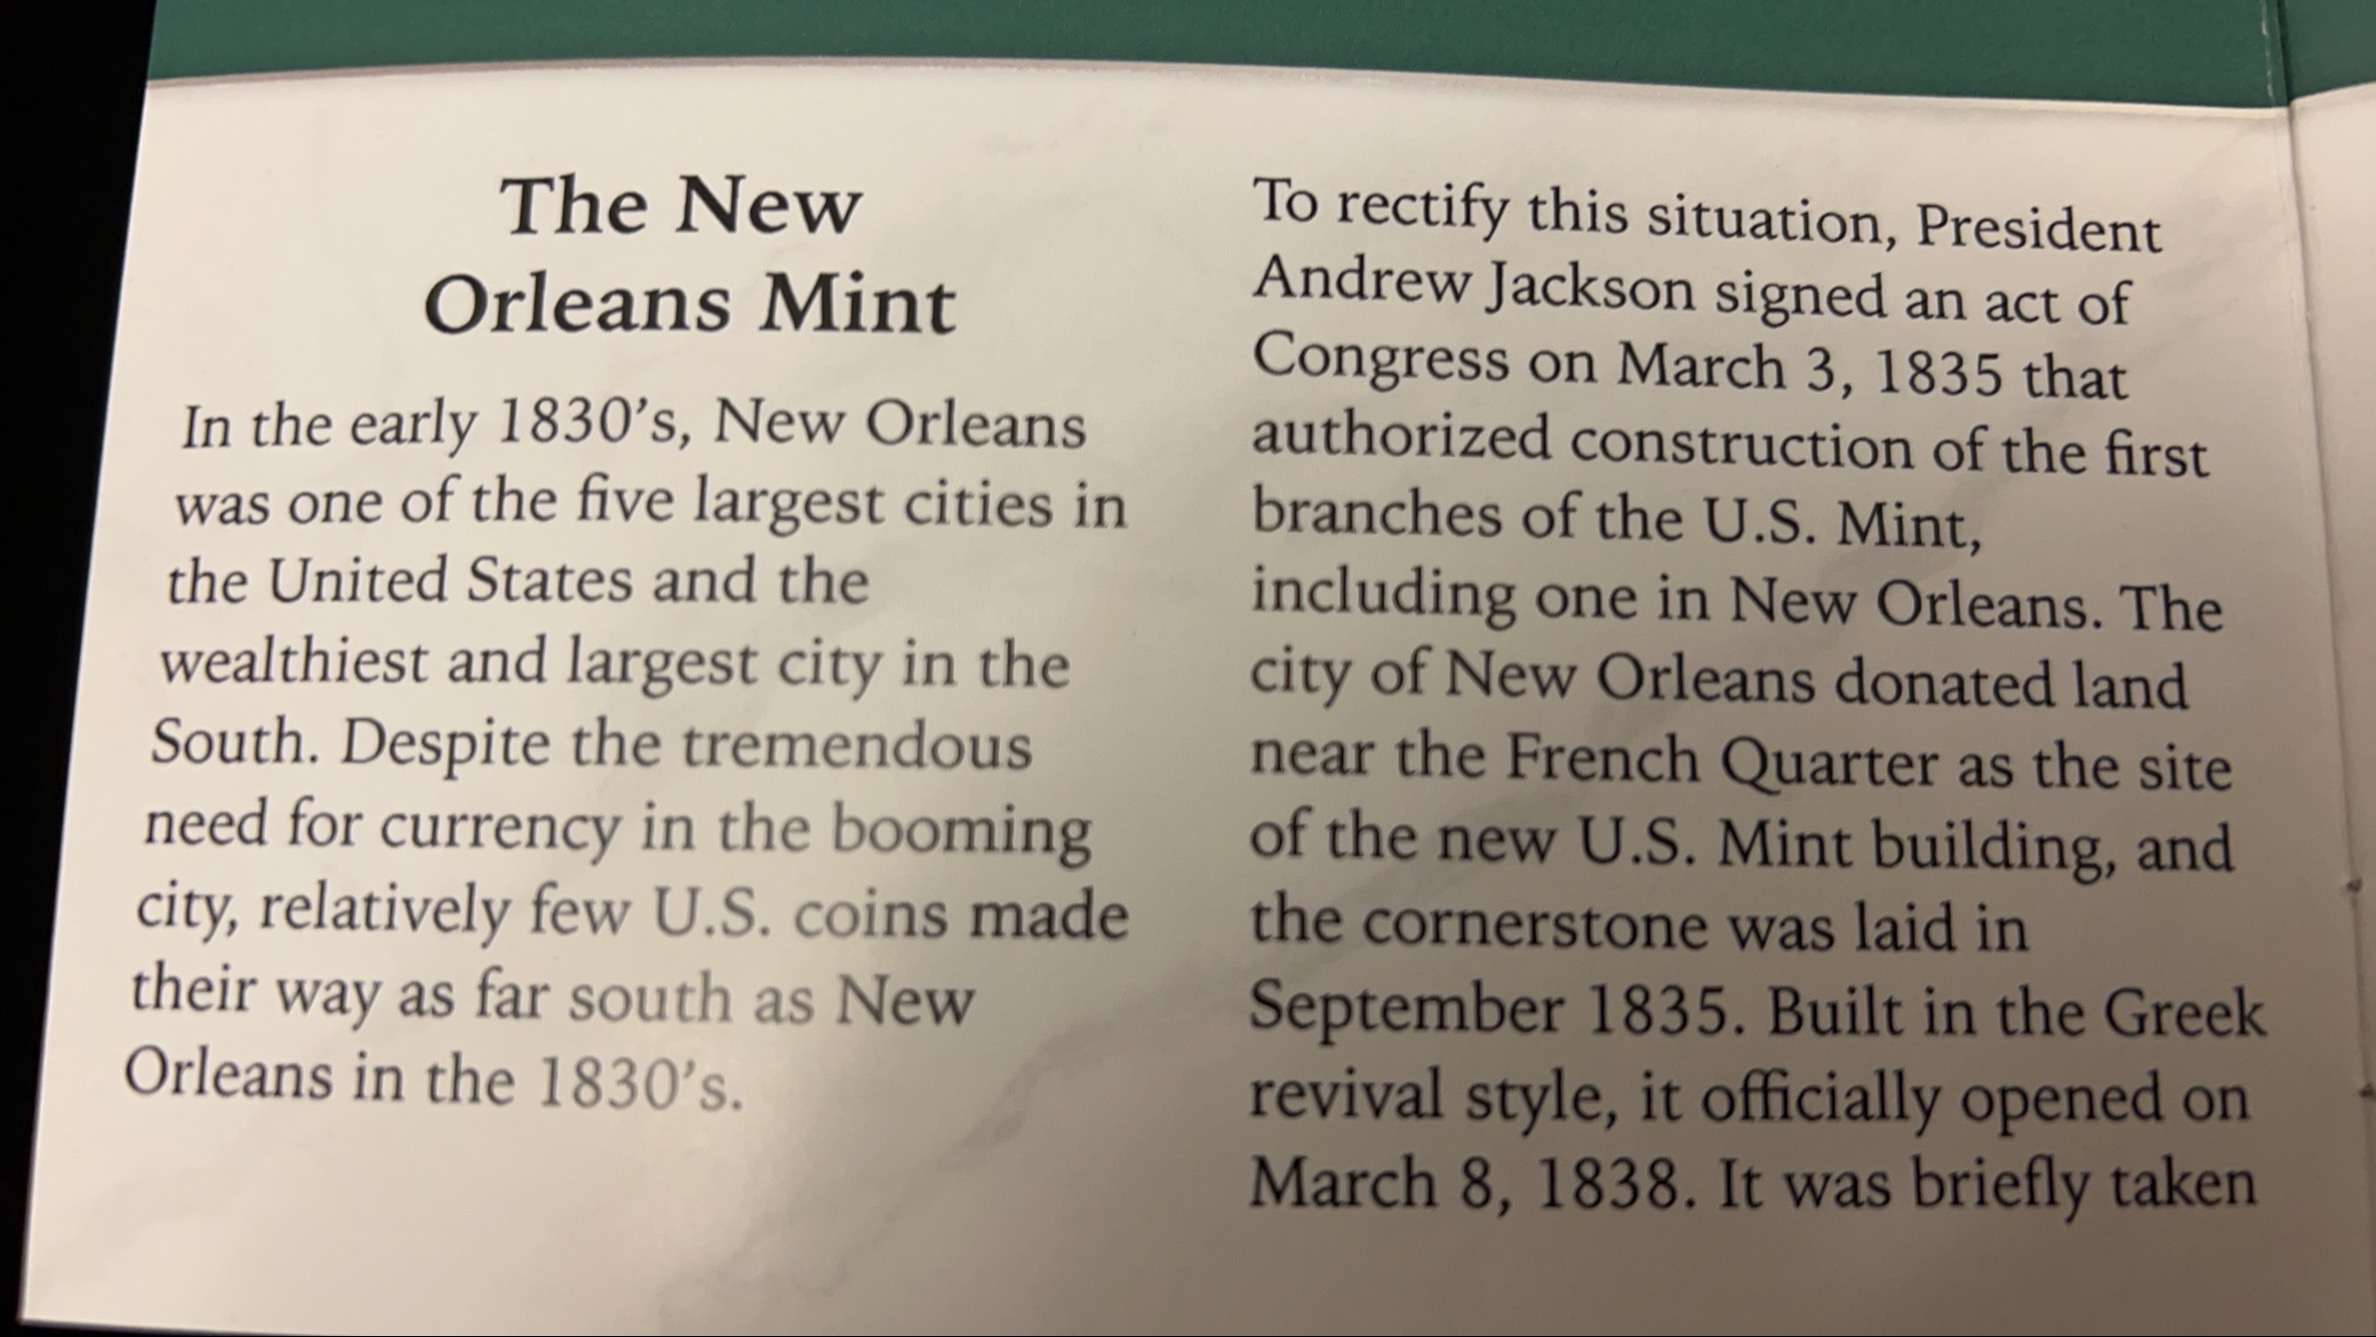 The New
Orleans Mint
In the early 1830's, New Orleans
was one of the five largest cities in
the United States and the
wealthiest and largest city in the
South. Despite the tremendous
need for currency in the booming
city, relatively few U.S. coins made
their way as far south as New
Orleans in the 1830's.
To rectify this situation, President
Andrew Jackson signed an act of
Congress on March 3, 1835 that
authorized construction of the first
branches of the U.S. Mint,
including one in New Orleans. The
city of New Orleans donated land
near the French Quarter as the site
of the new U.S. Mint building, and
the cornerstone was laid in
September 1835. Built in the Greek
revival style, it officially opened on
March 8, 1838. It was briefly taken